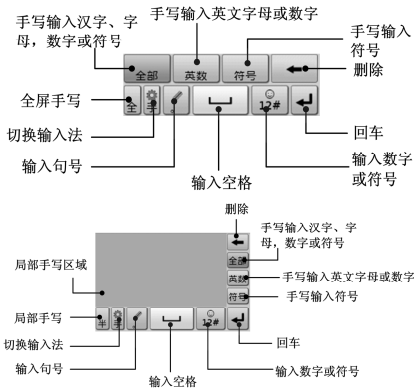 手写输入汉字、字
母，数字或符号
手写输入英文字母或数字
手写输入
符号
全部
英数
符号
删除
全屏手写
全
手
12#
回车
切换输入法
输入句号
输入空格
输入数字
或符号
删除
手写输入汉字、字
母，数字或符号
全部
局部手写区域
英数
手写输入英文字母或数字
符号
手写输入符号
局部手写
半
手
12#
回车
切换输入法
输入句号
输入空格
输入数字或符号